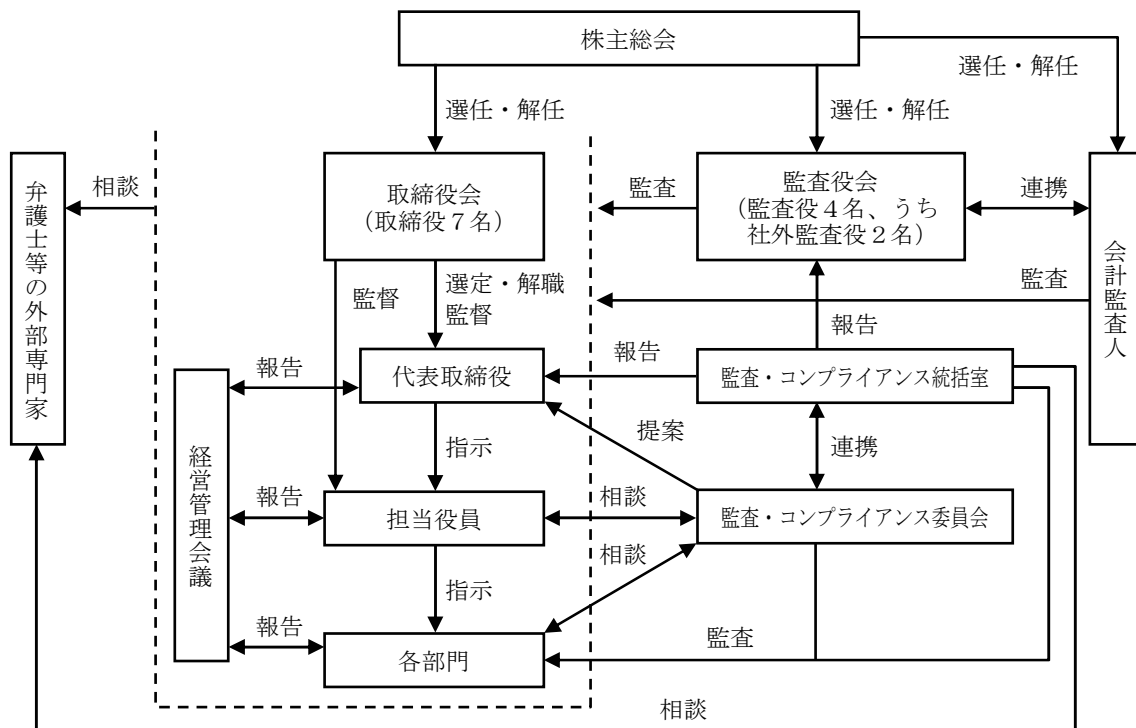 株主総会
選任・解任
選任・解任
選任・解任
弁護士等の外部専門家
相談
取締役会
（取締役７名）
監査
監査役会
（監査役４名、うち
社外監査役２名）
連携
会計監査人
監督
選定・解職
監督
監査
報告
報告
代表取締役
報告
監査・コンプライアンス統括室
経営管理会議
指示
提案
連携
報告
担当役員
相談
監査・コンプライアンス委員会
指示
相談
報告
各部門
監査
相談